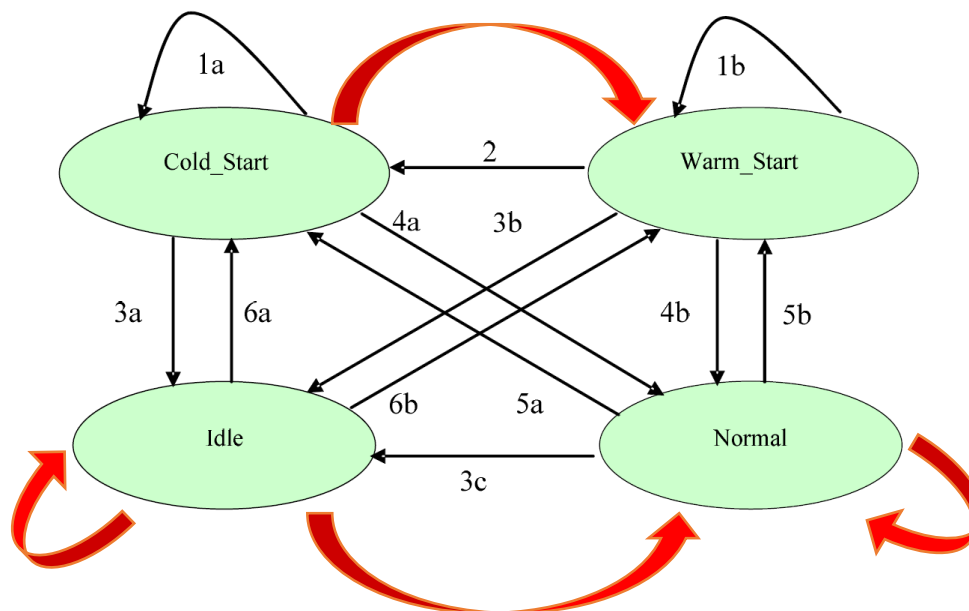 1a
1b
Cold_Start
2
Warm_Start
4a
3b
3a
6a
4b
5b
6b
5a
Idle
Normal
3c